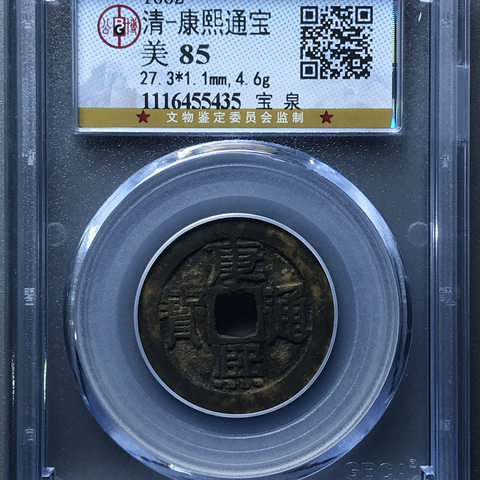 清-康熙通宝
美 85
27.3*1.1mm,4.6g
1116455435 宝 泉
★ 文物鉴定委员会监制 ★
康熙通寶
GBCA